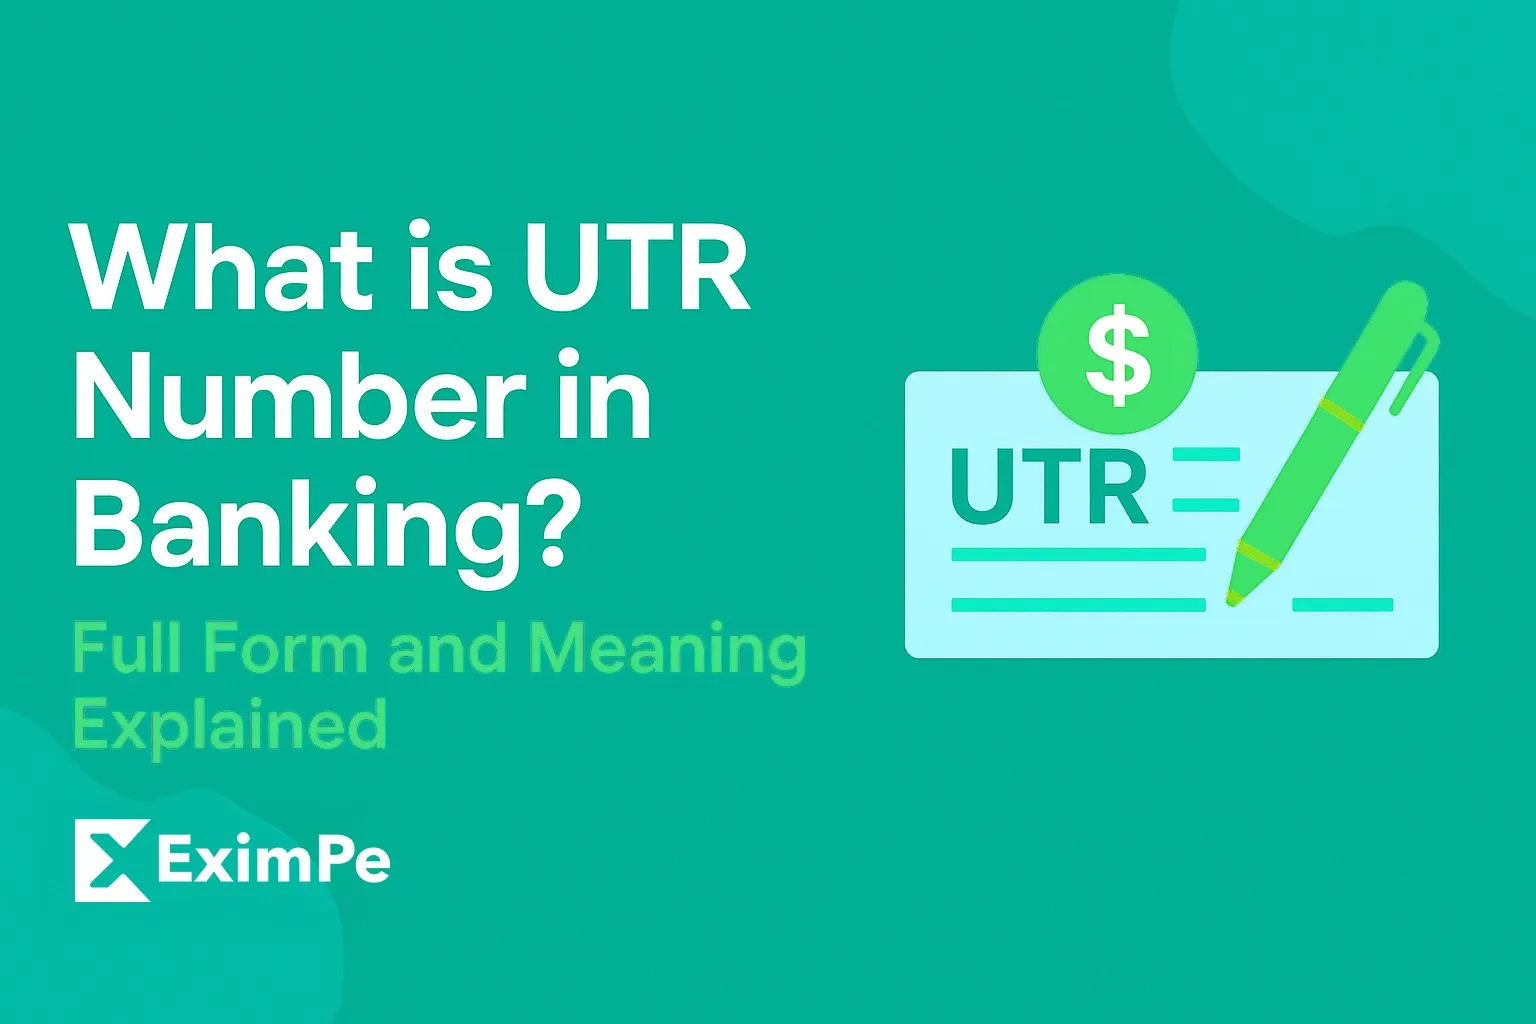 What is UTR
Number in
Banking?
Full Form and Meaning
Explained
EximPe
$
UTR